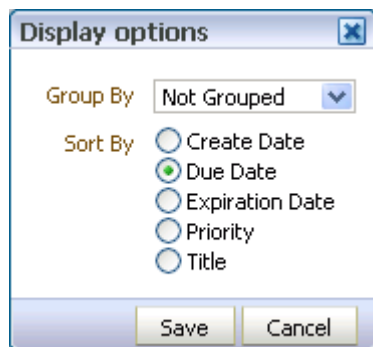 Display options
Group By Not Grouped
Sort By Create Date
Due Date
Expiration Date
Priority
Title
Save Cancel